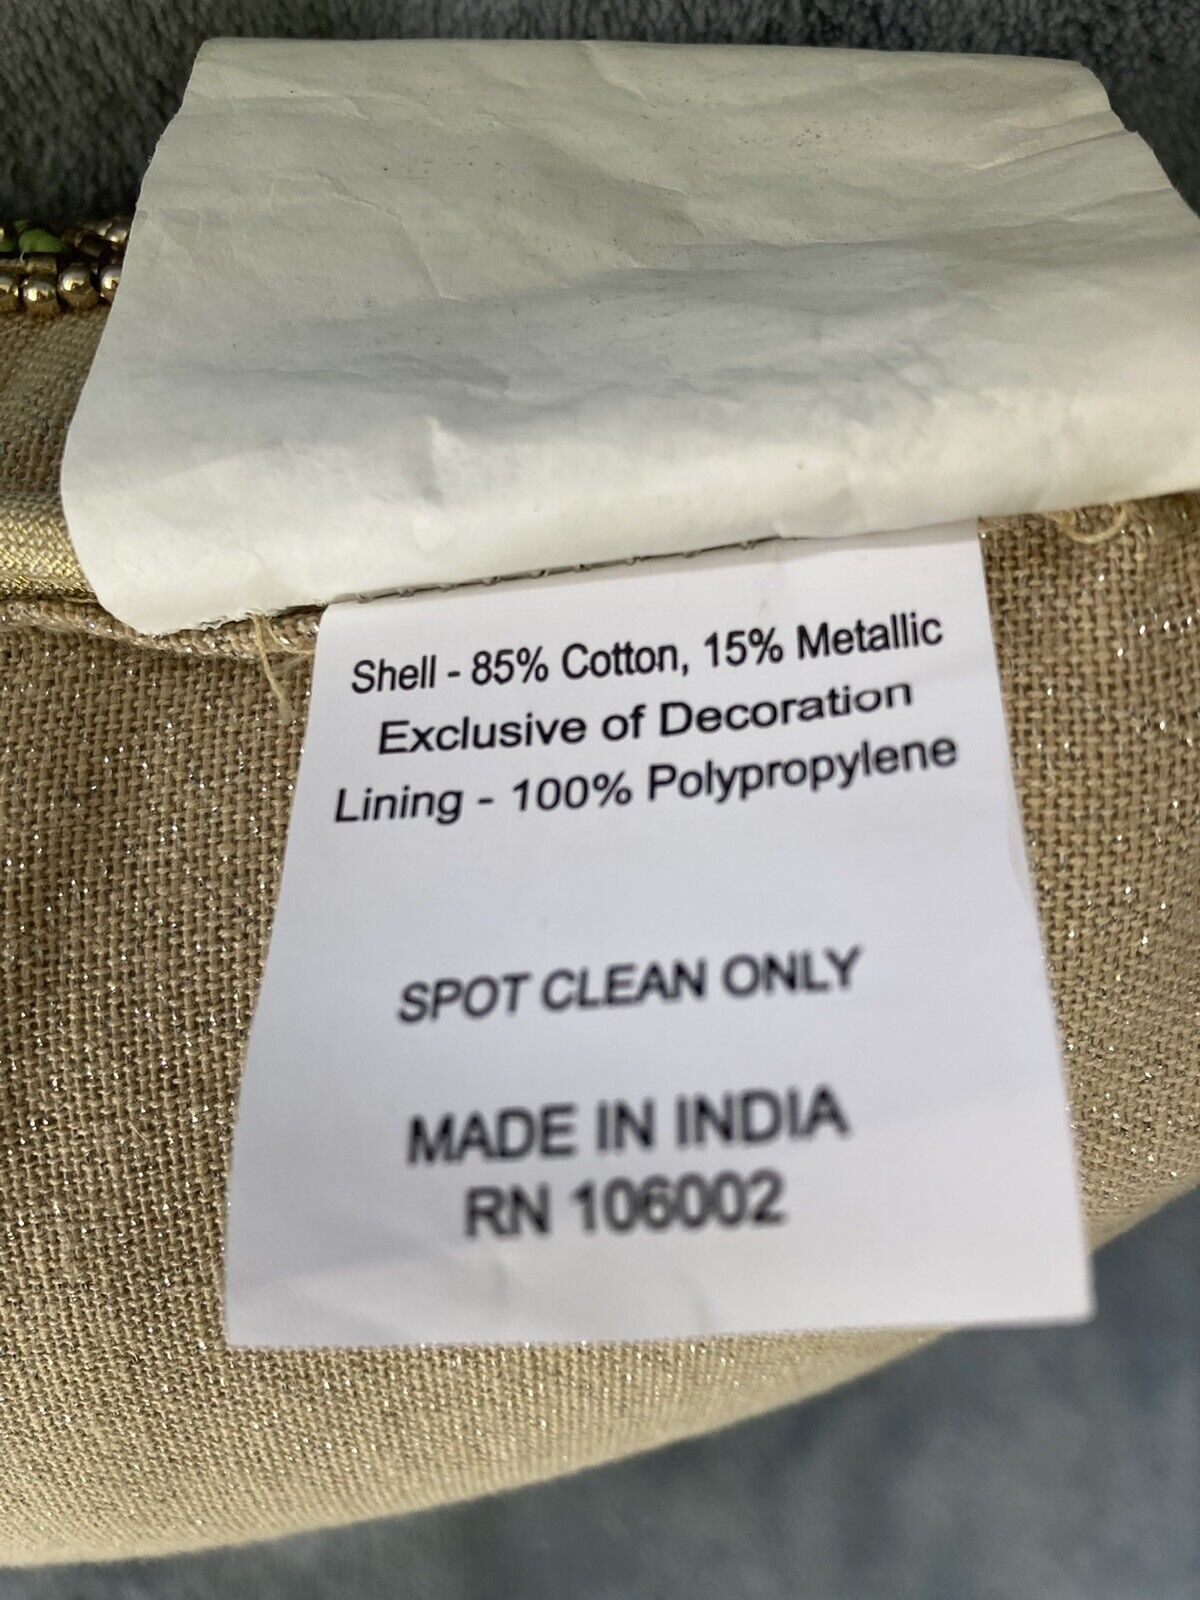 Shell - 85% Cotton, 15% Metallic
Exclusive of Decoration
Lining - 100% Polypropylene
SPOT CLEAN ONLY
MADE IN INDIA
RN 106002